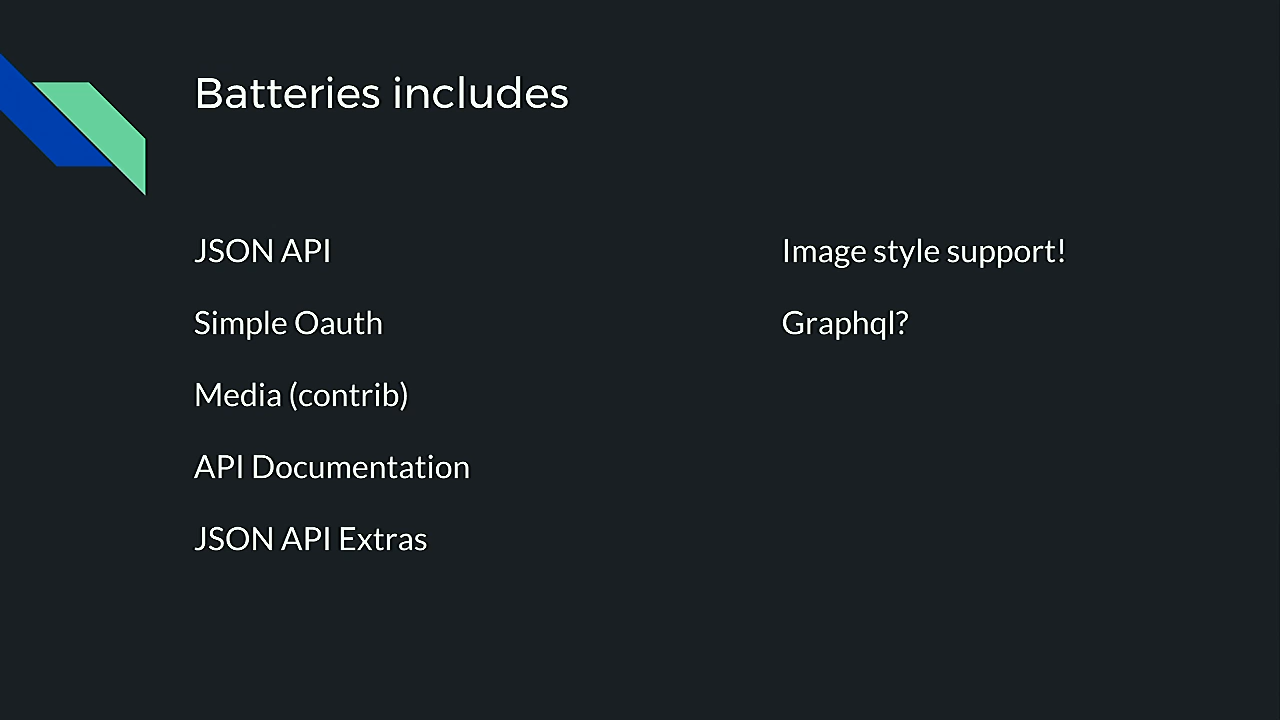 Batteries includes
JSON API
Simple Oauth
Media (contrib)
API Documentation
JSON API Extras
Image style support!
Graphql?